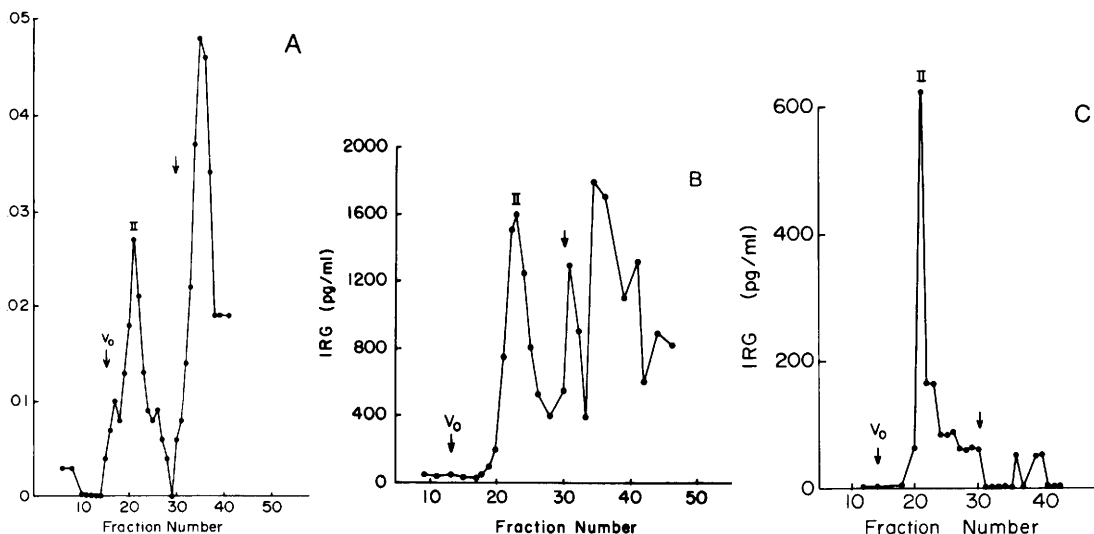 A
.05
04
.03
.02
.01
0
II
V₀
10 20 30 40 50
Fraction Number
B
2000
1600
1200
800
400
0
IRG (pg/ml)
II
V₀
10 20 30 40 50
Fraction Number
C
600
400
200
0
IRG (pg/ml)
II
V₀
10 20 30 40
Fraction Number